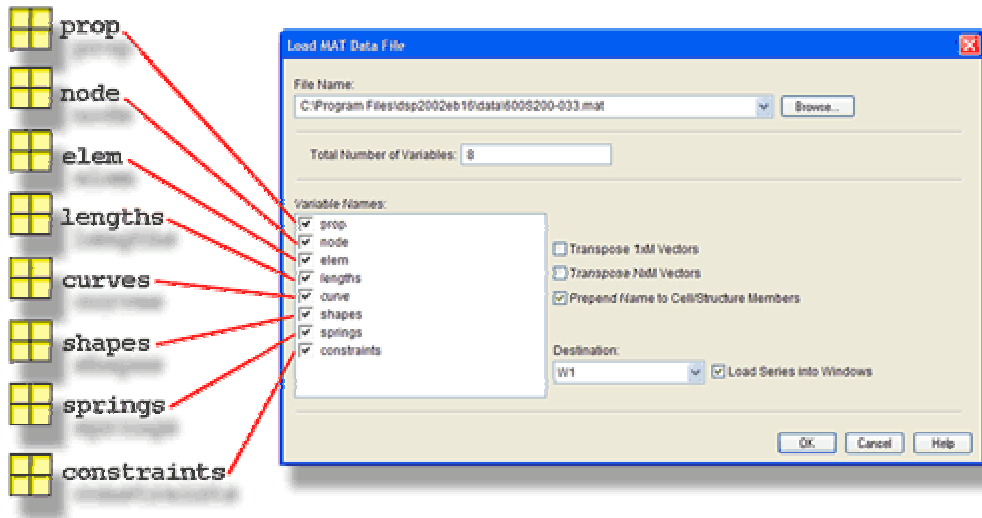 prop
node
elem
lengths
curves
shapes
springs
constraints
Load MAT Data File
File Name:
C:\Program Files\dsp2002eb16\data\600S200-033.mat
Browse...
Total Number of Variables: 8
Variable Names:
prop
node
elem
lengths
curve
shapes
springs
constraints
Transpose 1xM Vectors
Transpose NxM Vectors
Prepend Name to Cell/Structure Members
Destination:
W1
Load Series into Windows
OK Cancel Help